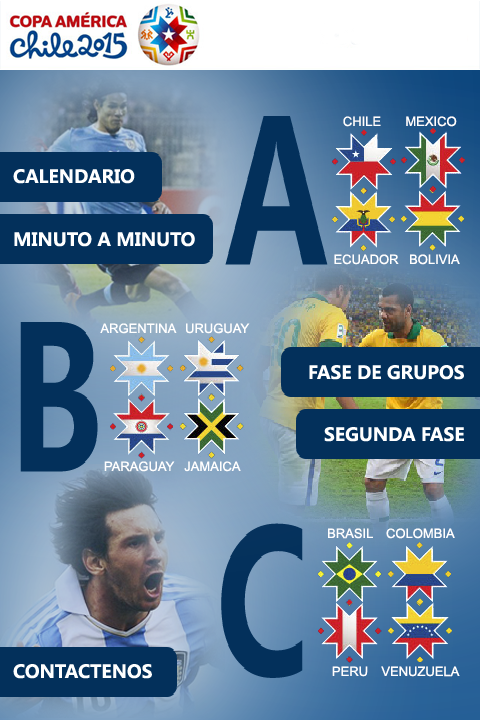 COPA AMÉRICA
Chile2015
CHILE MEXICO
A
CALENDARIO
MINUTO A MINUTO
ECUADOR BOLIVIA
ARGENTINA URUGUAY
B
FASE DE GRUPOS
SEGUNDA FASE
PARAGUAY JAMAICA
BRASIL COLOMBIA
C
CONTACTENOS
PERU VENUZUELA